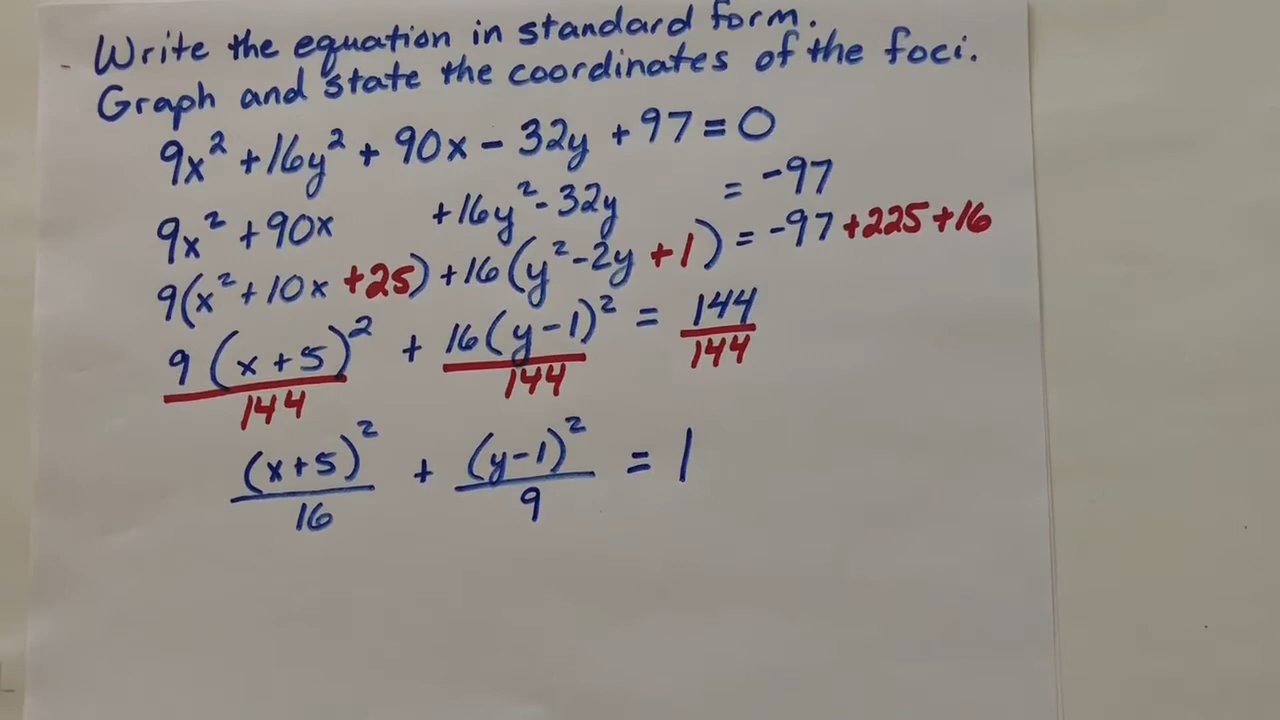 Write the equation in standard form.
Graph and state the coordinates of the foci.
9x² + 16y² + 90x - 32y + 97 = 0
9x² + 90x + 16y² - 32y = -97
9(x² + 10x + 25) + 16(y² - 2y + 1) = -97 + 225 + 16
9(x + 5)²/144 + 16(y - 1)²/144 = 144/144
(x + 5)²/16 + (y - 1)²/9 = 1